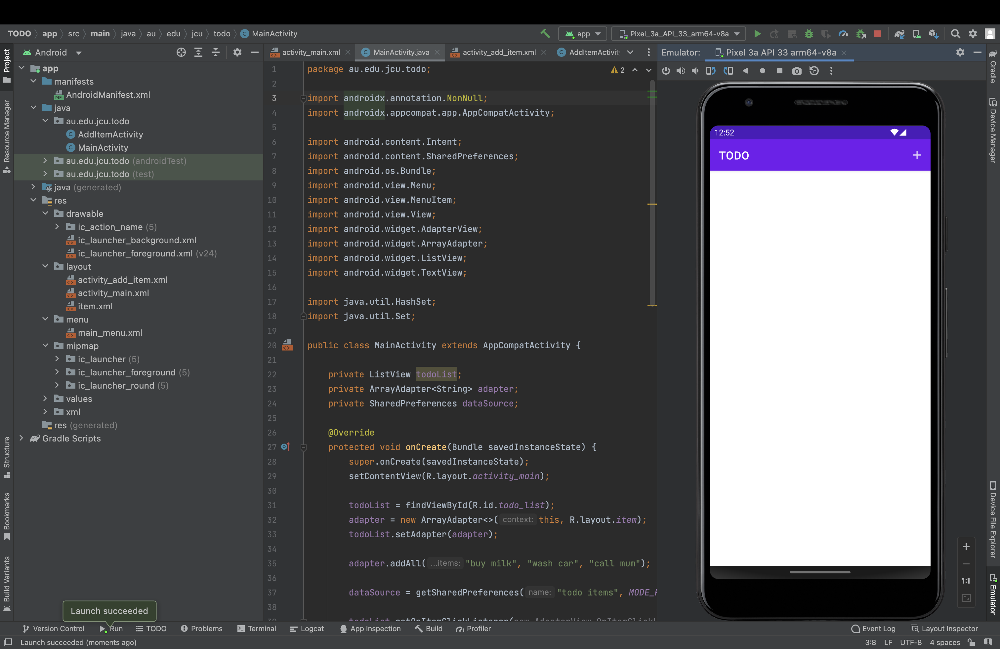 TODO app src main java au edu jcu todo MainActivity
app Pixel_3a_API_33_arm64-v8a
Android
activity_main.xml MainActivity.java activity_add_item.xml AddItemActivit
Emulator: Pixel 3a API 33 arm64-v8a
Project
Resource Manager
Structure
Bookmarks
Build Variants
app
manifests
AndroidManifest.xml
java
au.edu.jcu.todo
AddItemActivity
MainActivity
au.edu.jcu.todo (androidTest)
au.edu.jcu.todo (test)
java (generated)
res
drawable
ic_action_name (5)
ic_launcher_background.xml
ic_launcher_foreground.xml (v24)
layout
activity_add_item.xml
activity_main.xml
item.xml
menu
main_menu.xml
mipmap
ic_launcher (5)
ic_launcher_foreground (5)
ic_launcher_round (5)
values
xml
res (generated)
Gradle Scripts
2
1 package au.edu.jcu.todo;
2
3 import androidx.annotation.NonNull;
4 import androidx.appcompat.app.AppCompatActivity;
5
6 import android.content.Intent;
7 import android.content.SharedPreferences;
8 import android.os.Bundle;
9 import android.view.Menu;
10 import android.view.MenuItem;
11 import android.view.View;
12 import android.widget.AdapterView;
13 import android.widget.ArrayAdapter;
14 import android.widget.ListView;
15 import android.widget.TextView;
16
17 import java.util.HashSet;
18 import java.util.Set;
19
20 public class MainActivity extends AppCompatActivity {
21
22 private ListView todoList;
23 private ArrayAdapter<String> adapter;
24 private SharedPreferences dataSource;
25
26 @Override
27 protected void onCreate(Bundle savedInstanceState) {
28 super.onCreate(savedInstanceState);
29 setContentView(R.layout.activity_main);
30
31 todoList = findViewById(R.id.todo_list);
32 adapter = new ArrayAdapter<>( context: this, R.layout.item);
33 todoList.setAdapter(adapter);
34
35 adapter.addAll( ...items: "buy milk", "wash car", "call mum");
36
37 dataSource = getSharedPreferences( name: "todo items", MODE_
38
12:52
TODO
1:1
Gradle
Device Manager
Device File Explorer
Emulator
Launch succeeded
Version Control Run TODO Problems Terminal Logcat App Inspection Build Profiler Event Log Layout Inspector
Launch succeeded (moments ago) 3:8 LF UTF-8 4 spaces